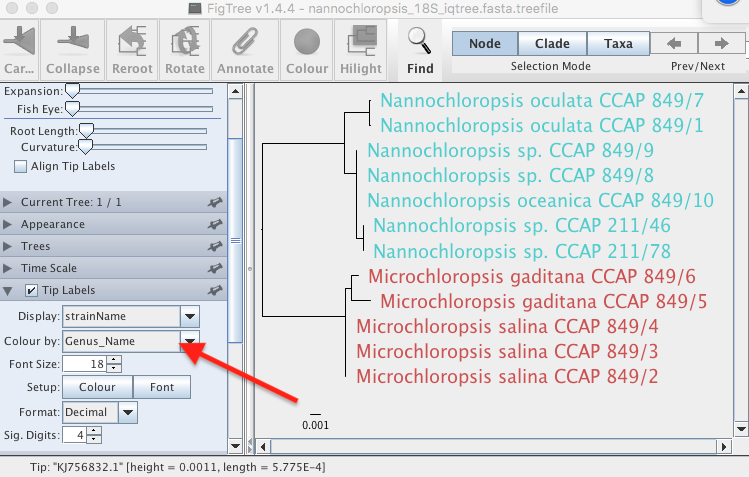 FigTree v1.4.4 - nannochloropsis_18S_iqtree.fasta.treefile
Car... Collapse Reroot Rotate Annotate Colour Hilight Find
Node Clade Taxa
Selection Mode Prev/Next
Expansion:
Fish Eye:
Root Length:
Curvature:
Align Tip Labels
Current Tree: 1 / 1
Appearance
Trees
Time Scale
Tip Labels
Display: strainName
Colour by: Genus_Name
Font Size: 18
Setup: Colour Font
Format: Decimal
Sig. Digits: 4
Nannochloropsis oculata CCAP 849/7
Nannochloropsis oculata CCAP 849/1
Nannochloropsis sp. CCAP 849/9
Nannochloropsis sp. CCAP 849/8
Nannochloropsis oceanica CCAP 849/10
Nannochloropsis sp. CCAP 211/46
Nannochloropsis sp. CCAP 211/78
Microchloropsis gaditana CCAP 849/6
Microchloropsis gaditana CCAP 849/5
Microchloropsis salina CCAP 849/4
Microchloropsis salina CCAP 849/3
Microchloropsis salina CCAP 849/2
0.001
Tip: "KJ756832.1" [height = 0.0011, length = 5.775E-4]